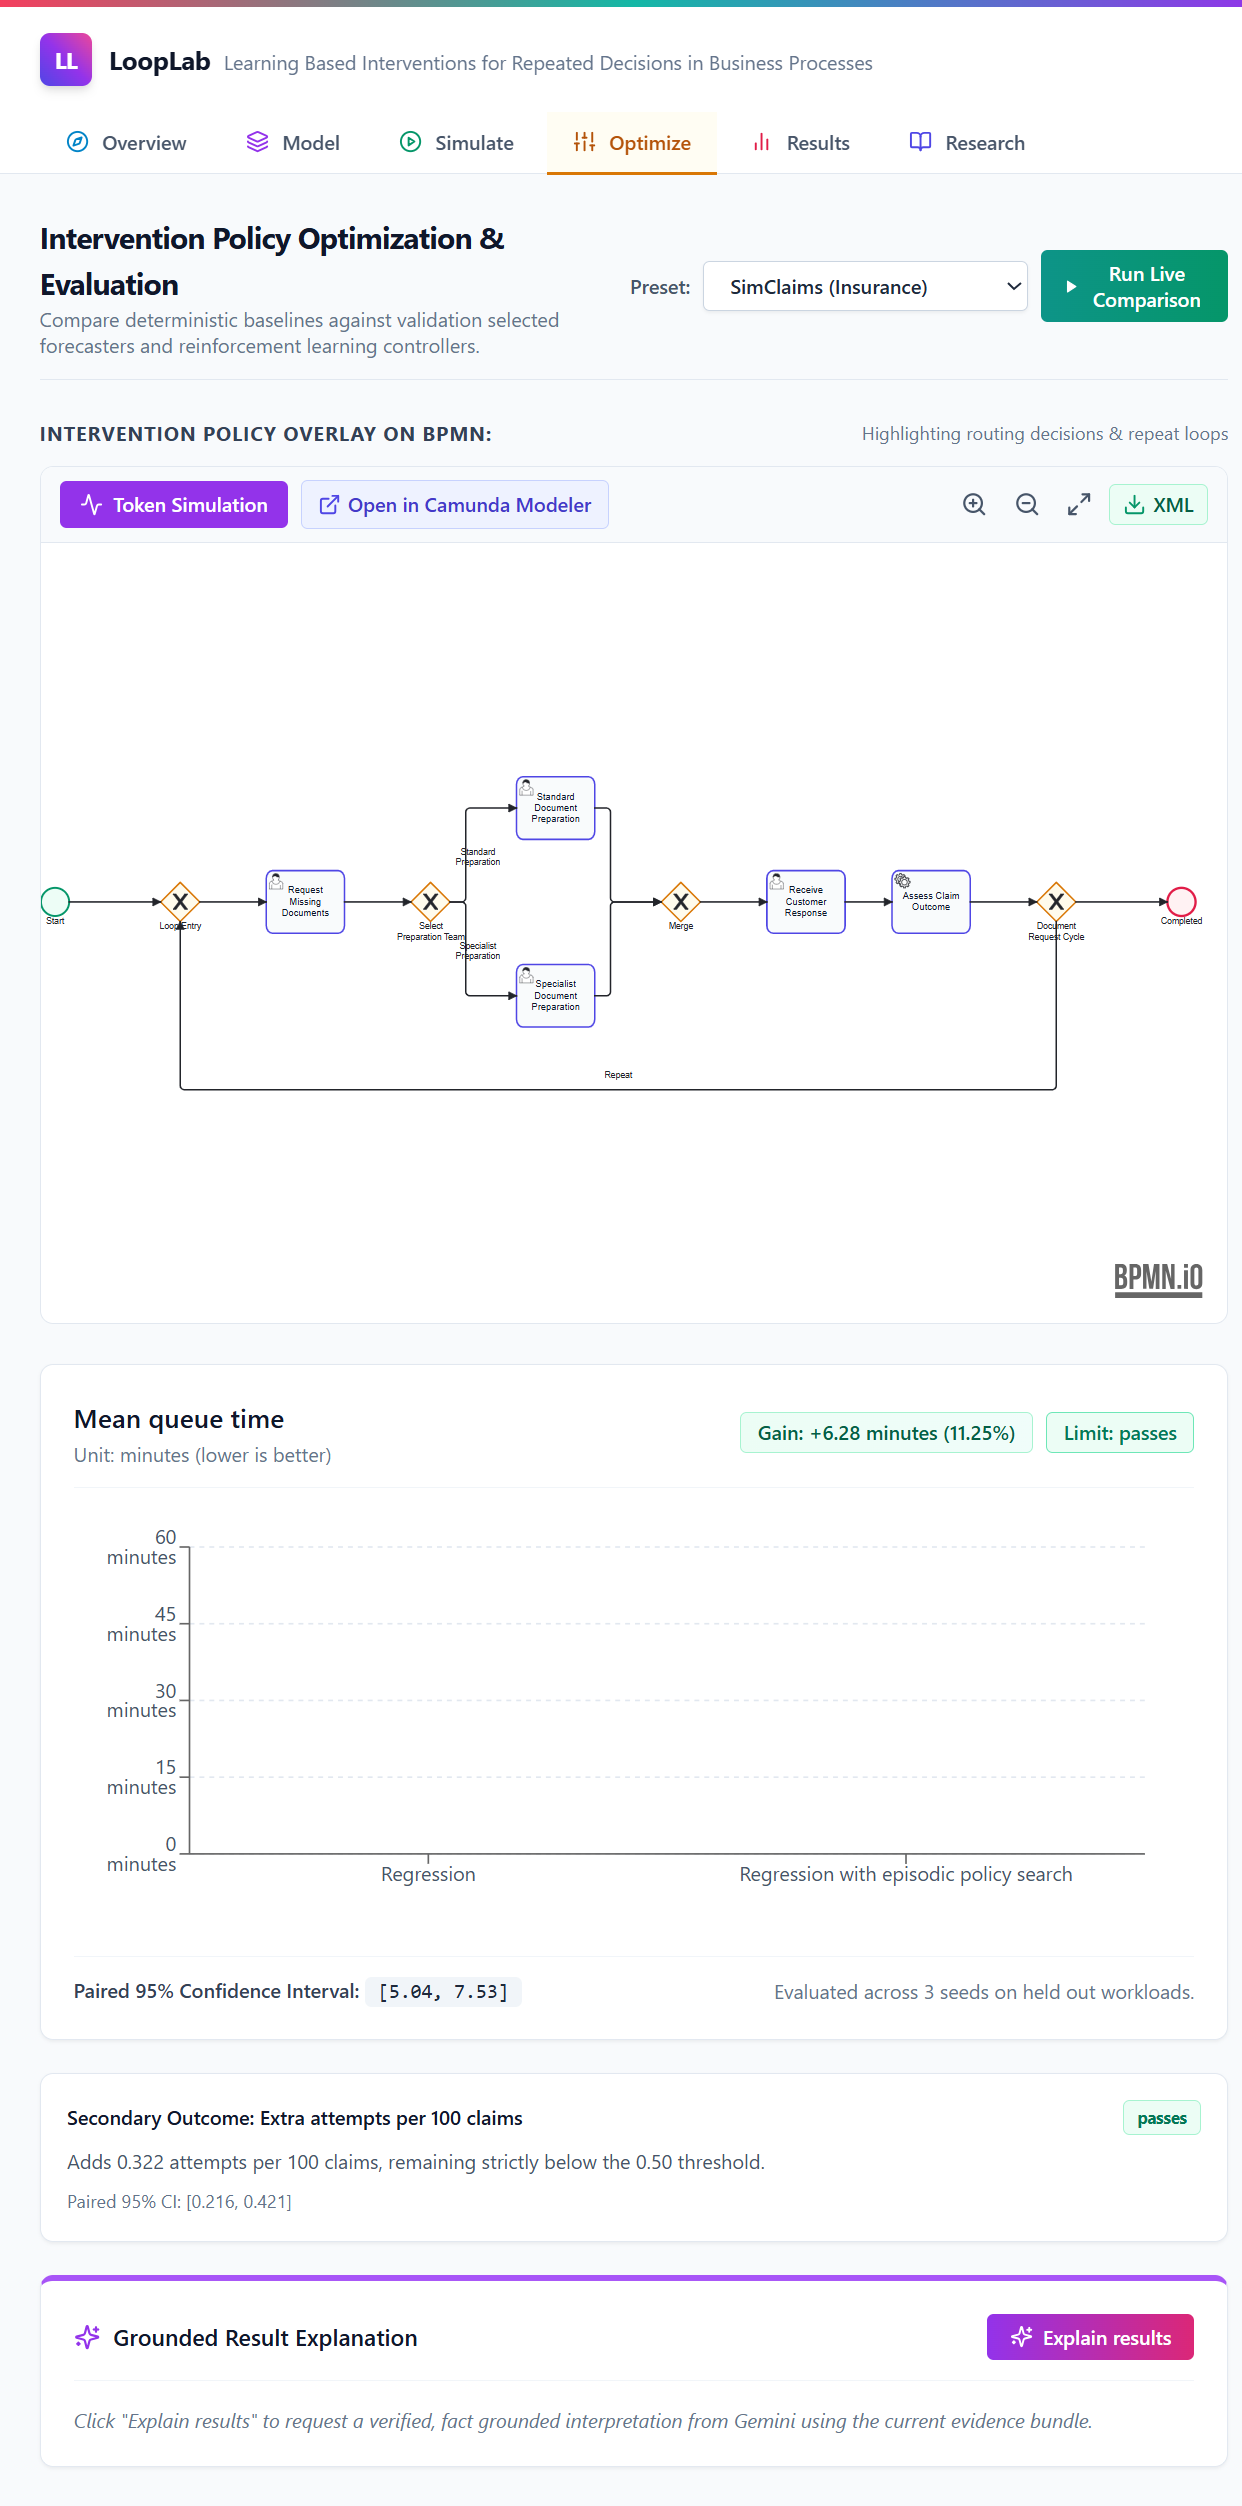 LL
LoopLab Learning Based Interventions for Repeated Decisions in Business Processes
Overview Model Simulate Optimize Results Research
Intervention Policy Optimization &
Evaluation
Compare deterministic baselines against validation selected
forecasters and reinforcement learning controllers.
Preset:
SimClaims (Insurance)
Run Live
Comparison
INTERVENTION POLICY OVERLAY ON BPMN:
Highlighting routing decisions & repeat loops
Token Simulation
Open in Camunda Modeler
XML
Start
Loop Entry
Request
Missing
Documents
Select
Preparation Team
Standard
Preparation
Specialist
Preparation
Standard
Document
Preparation
Specialist
Document
Preparation
Merge
Receive
Customer
Response
Assess Claim
Outcome
Document
Request Cycle
Completed
Repeat
BPMN.iO
Mean queue time
Unit: minutes (lower is better)
Gain: +6.28 minutes (11.25%)
Limit: passes
60
minutes
45
minutes
30
minutes
15
minutes
0
minutes
Regression
Regression with episodic policy search
Paired 95% Confidence Interval: [5.04, 7.53]
Evaluated across 3 seeds on held out workloads.
Secondary Outcome: Extra attempts per 100 claims
passes
Adds 0.322 attempts per 100 claims, remaining strictly below the 0.50 threshold.
Paired 95% CI: [0.216, 0.421]
Grounded Result Explanation
Explain results
Click "Explain results" to request a verified, fact grounded interpretation from Gemini using the current evidence bundle.